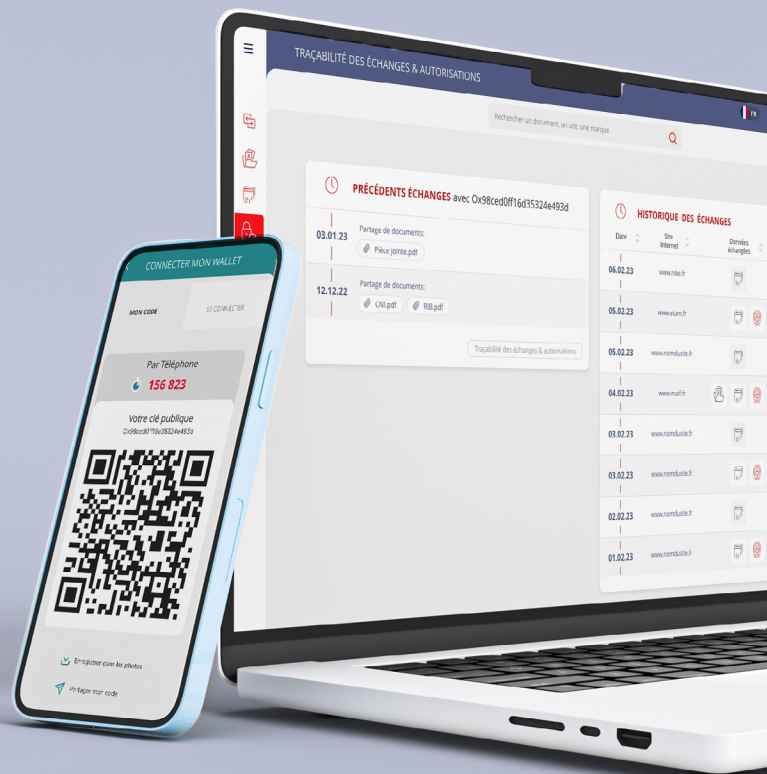 TRAÇABILITÉ DES ÉCHANGES & AUTORISATIONS
FR
Rechercher un document, un site, une marque
PRÉCÉDENTS ÉCHANGES avec Ox98ced0ff16d35324e493d
03.01.23
Partage de documents:
Pièce jointe.pdf
12.12.22
Partage de documents:
CNI.pdf
RIB.pdf
Traçabilité des échanges & autorisations
HISTORIQUE DES ÉCHANGES
Date
Site Internet
Données échangées
06.02.23 www.nike.fr
05.02.23
05.02.23 www.nomdusite.fr
04.02.23 www.maif.fr
03.02.23 www.nomdusite.fr
03.02.23 www.nomdusite.fr
02.02.23 www.nomdusite.fr
01.02.23 www.nomdusite.fr
CONNECTER MON WALLET
MON CODE
SE CONNECTER
Par Téléphone
156 823
Votre clé publique
Ox98ced0ff16d35324e493d
Enregistrer dans les photos
Partager mon code